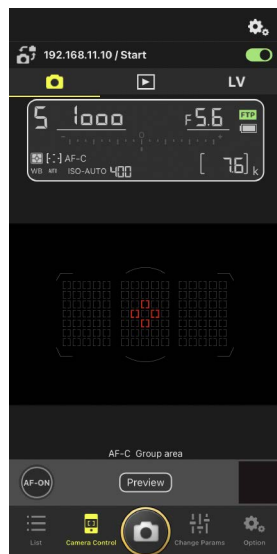 192.168.11.10 / Start
LV
S 1000 F5.6 FTP
AF-C
WB AUTO ISO-AUTO 400 [ 7.6] k
AF-C Group area
AF-ON
Preview
List
Camera Control
Change Params
Option